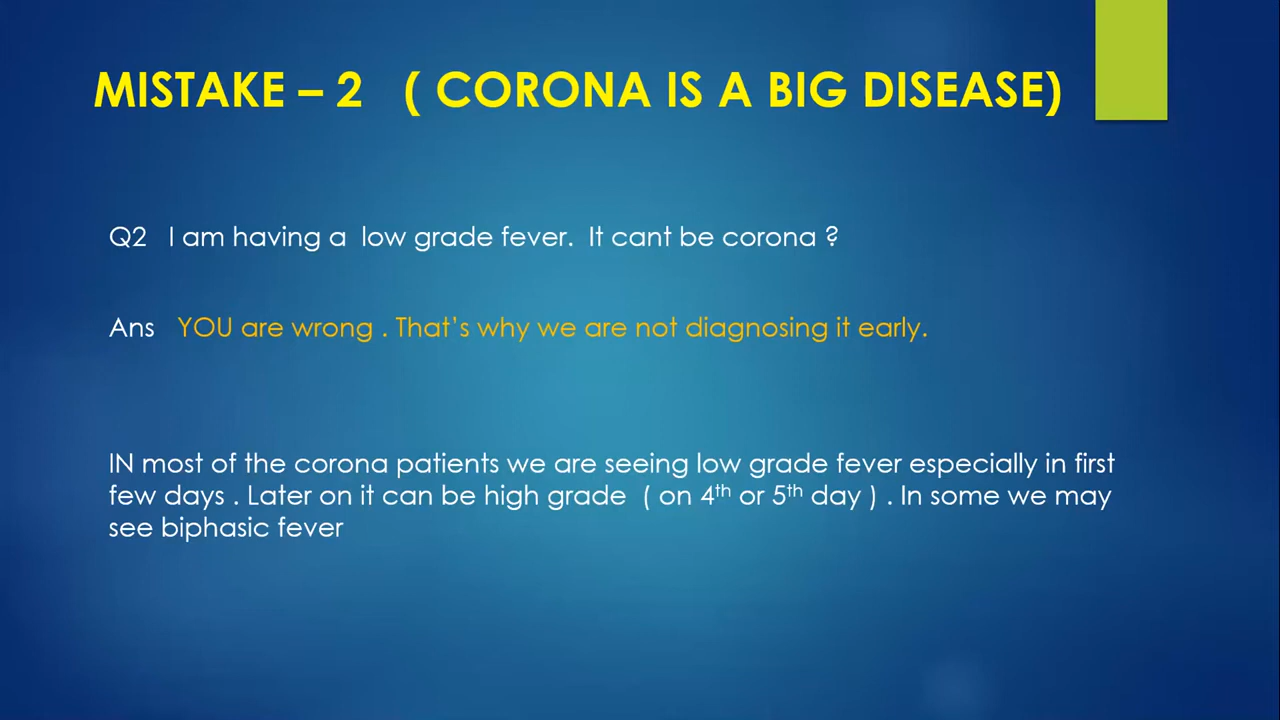 MISTAKE – 2 ( CORONA IS A BIG DISEASE)
Q2 I am having a low grade fever. It cant be corona ?
Ans YOU are wrong . That's why we are not diagnosing it early.
IN most of the corona patients we are seeing low grade fever especially in first
few days . Later on it can be high grade ( on 4th or 5th day ) . In some we may
see biphasic fever